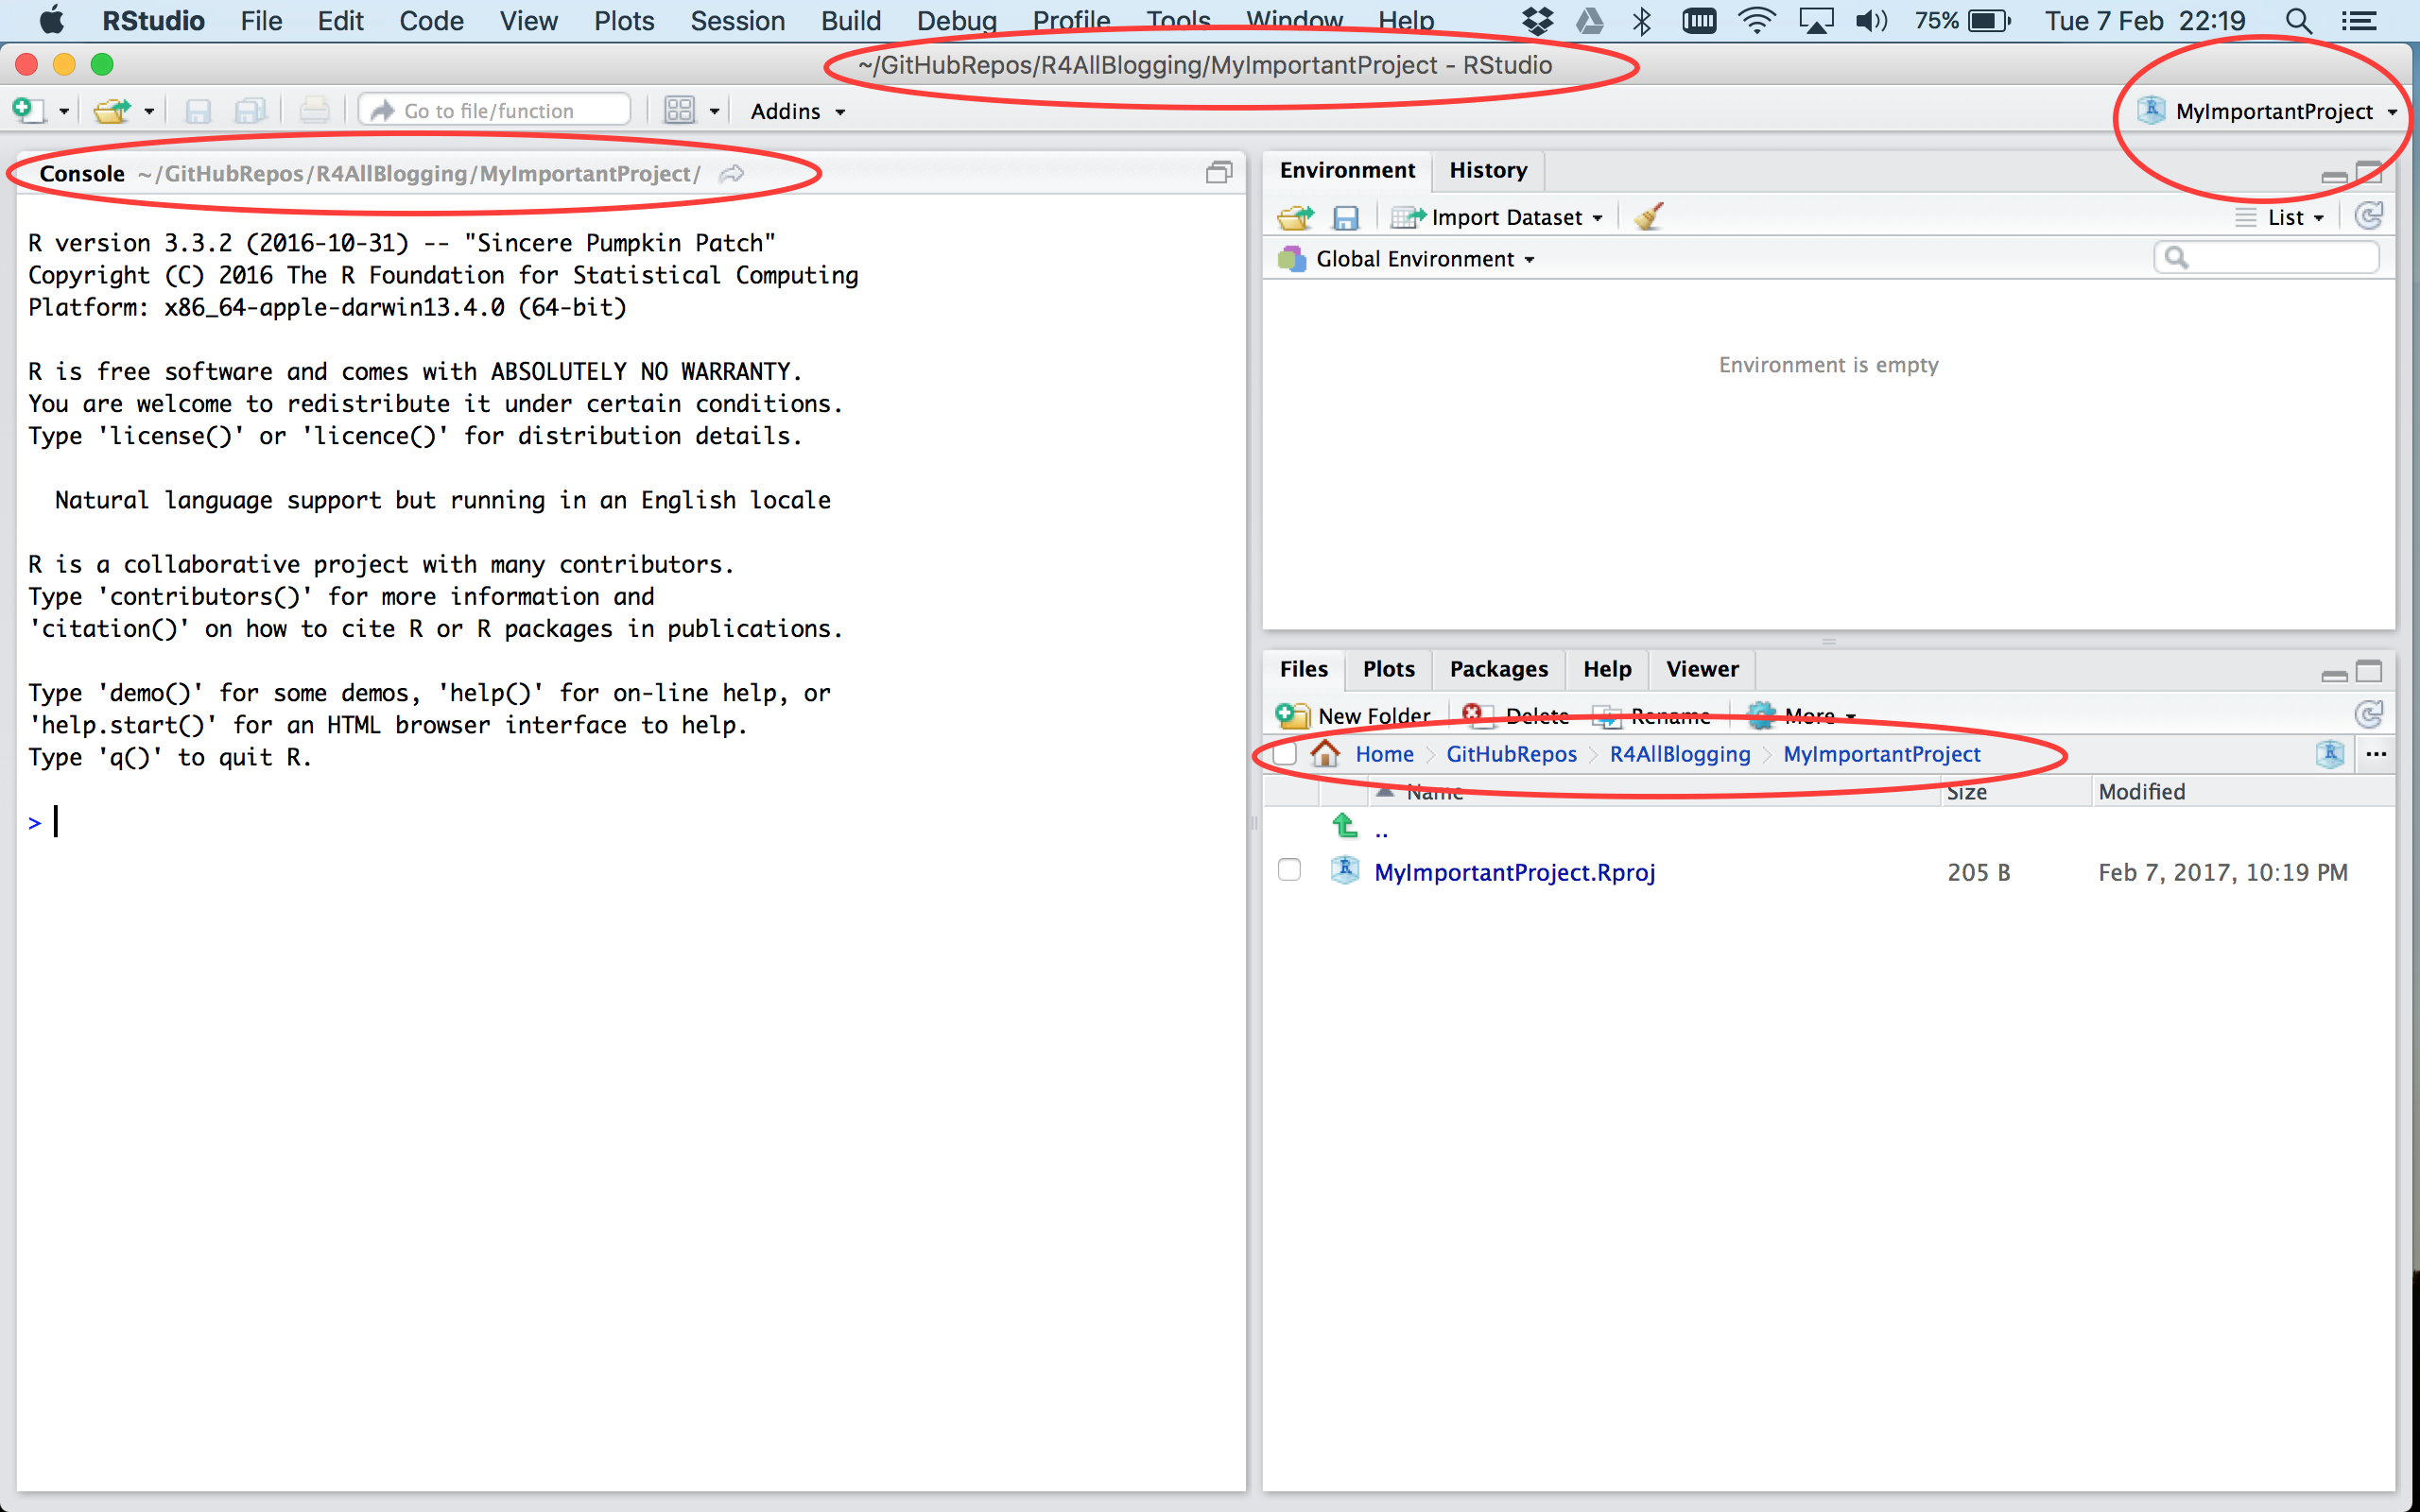 RStudio File Edit Code View Plots Session Build Debug Profile Tools Window Help 75% Tue 7 Feb 22:19
~/GitHubRepos/R4AllBlogging/MyImportantProject - RStudio
Go to file/function Addins MyImportantProject
Console ~/GitHubRepos/R4AllBlogging/MyImportantProject/
R version 3.3.2 (2016-10-31) -- "Sincere Pumpkin Patch"
Copyright (C) 2016 The R Foundation for Statistical Computing
Platform: x86_64-apple-darwin13.4.0 (64-bit)
R is free software and comes with ABSOLUTELY NO WARRANTY.
You are welcome to redistribute it under certain conditions.
Type 'license()' or 'licence()' for distribution details.
Natural language support but running in an English locale
R is a collaborative project with many contributors.
Type 'contributors()' for more information and
'citation()' on how to cite R or R packages in publications.
Type 'demo()' for some demos, 'help()' for on-line help, or
'help.start()' for an HTML browser interface to help.
Type 'q()' to quit R.
>
Environment History
Import Dataset List
Global Environment
Environment is empty
Files Plots Packages Help Viewer
New Folder Delete Rename More
Home GitHubRepos R4AllBlogging MyImportantProject ...
Name Size Modified
..
MyImportantProject.Rproj 205 B Feb 7, 2017, 10:19 PM